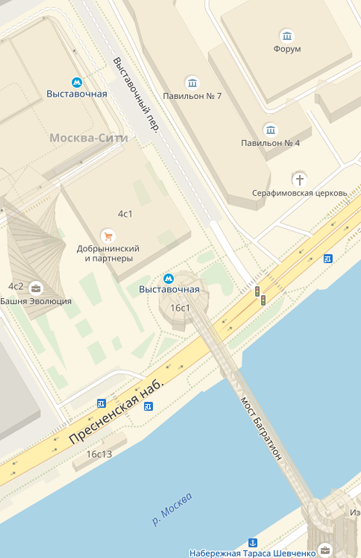 Форум
Выставочный пер.
Выставочная
Павильон № 7
Москва-Сити
Павильон № 4
Серафимовская церковь
4с1
Добрынинский
и партнеры
4с2
Башня Эволюция
Выставочная
16с1
Пресненская наб.
мост Багратион
16с13
р. Москва
Из
Набережная Тараса Шевченко